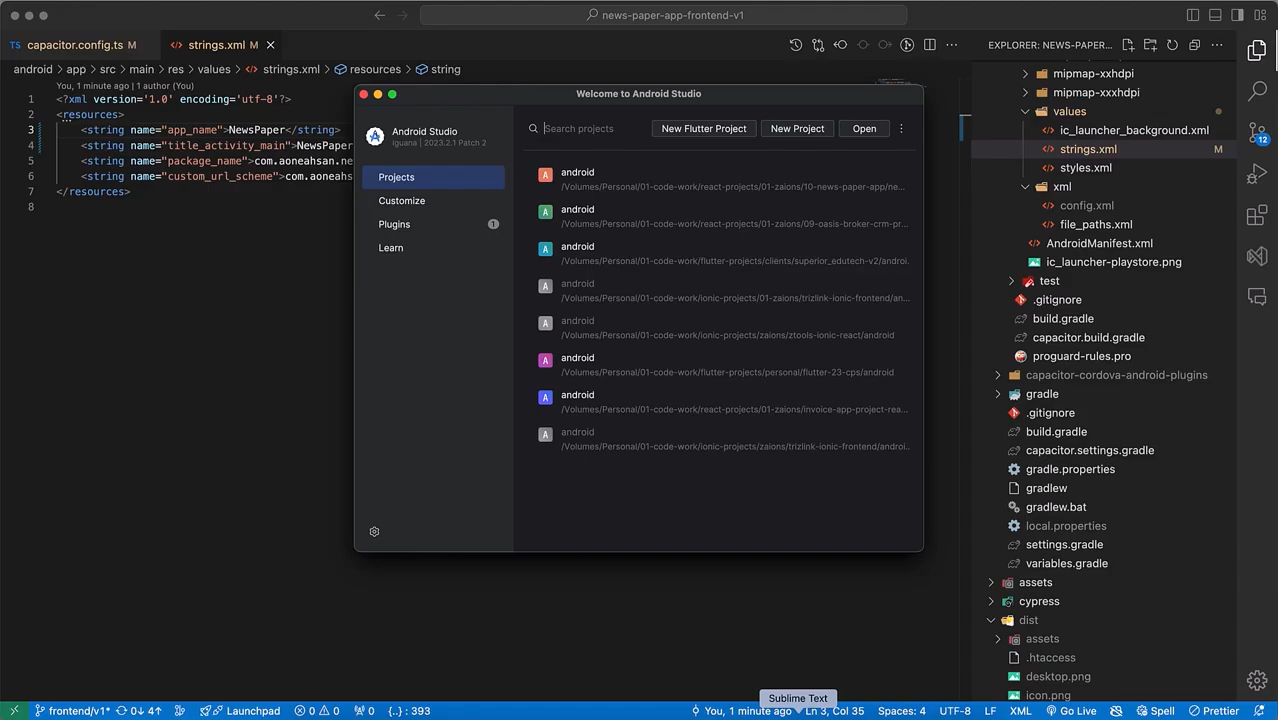 news-paper-app-frontend-v1
TS capacitor.config.ts M
strings.xml M
EXPLORER: NEWS-PAPER...
android > app > src > main > res > values > strings.xml > resources > string
You, 1 minute ago | 1 author (You)
1 <?xml version='1.0' encoding='utf-8'?>
2 <resources>
3 <string name="app_name">NewsPaper</string>
4 <string name="title_activity_main">NewsPaper
5 <string name="package_name">com.aoneahsan.ne
6 <string name="custom_url_scheme">com.aoneahs
7 </resources>
8
Welcome to Android Studio
Android Studio
Iguana | 2023.2.1 Patch 2
Projects
Customize
Plugins 1
Learn
Search projects
New Flutter Project
New Project
Open
A android
/Volumes/Personal/01-code-work/react-projects/01-zaions/10-news-paper-app/ne...
A android
/Volumes/Personal/01-code-work/react-projects/01-zaions/09-oasis-broker-crm-pr...
A android
/Volumes/Personal/01-code-work/flutter-projects/clients/superior_edutech-v2/androi.
A android
/Volumes/Personal/01-code-work/ionic-projects/01-zaions/trizlink-ionic-frontend/an...
A android
/Volumes/Personal/01-code-work/ionic-projects/zaions/ztools-ionic-react/android
A android
/Volumes/Personal/01-code-work/flutter-projects/personal/flutter-23-cps/android
A android
/Volumes/Personal/01-code-work/react-projects/01-zaions/invoice-app-project-rea...
A android
/Volumes/Personal/01-code-work/ionic-projects/zaions/trizlink-ionic-frontend/androi..
mipmap-xxhdpi
mipmap-xxxhdpi
values
ic_launcher_background.xml
strings.xml M
styles.xml
xml
config.xml
file_paths.xml
AndroidManifest.xml
ic_launcher-playstore.png
test
.gitignore
build.gradle
capacitor.build.gradle
proguard-rules.pro
capacitor-cordova-android-plugins
gradle
.gitignore
build.gradle
capacitor.settings.gradle
gradle.properties
gradlew
gradlew.bat
local.properties
settings.gradle
variables.gradle
assets
cypress
dist
assets
.htaccess
desktop.png
icon.png
12
Sublime Text
frontend/v1* 0↓ 4↑ Launchpad 0 0 0 {..} : 393 You, 1 minute ago Ln 3, Col 35 Spaces: 4 UTF-8 LF XML Go Live Spell Prettier